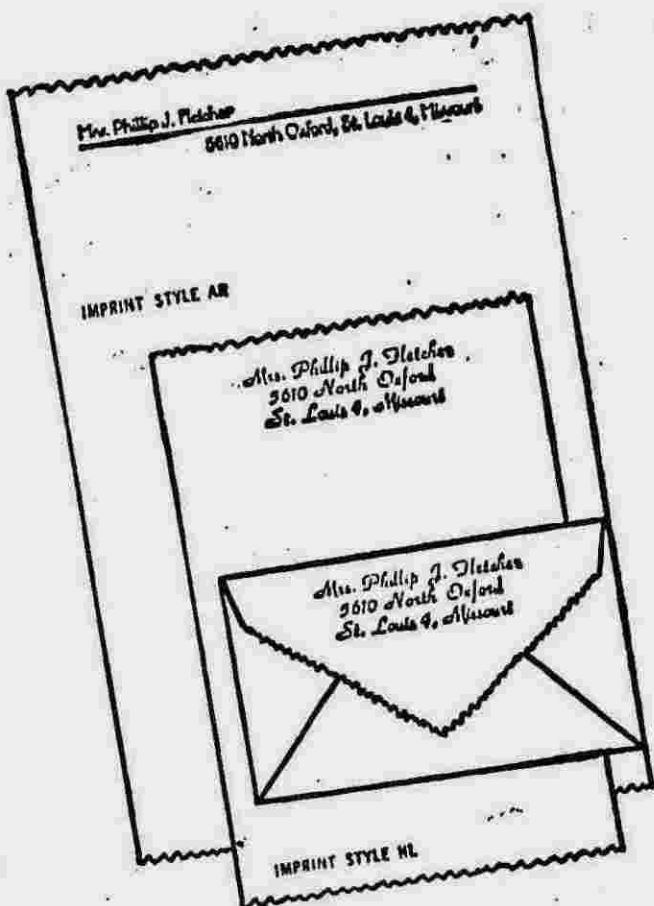 Mrs. Phillip J. Fletcher
5610 North Oxford, St. Louis 4, Missouri
IMPRINT STYLE AR
Mrs. Phillip J. Fletcher
5610 North Oxford
St. Louis 4, Missouri
Mrs. Phillip J. Fletcher
5610 North Oxford
St. Louis 4, Missouri
IMPRINT STYLE HL